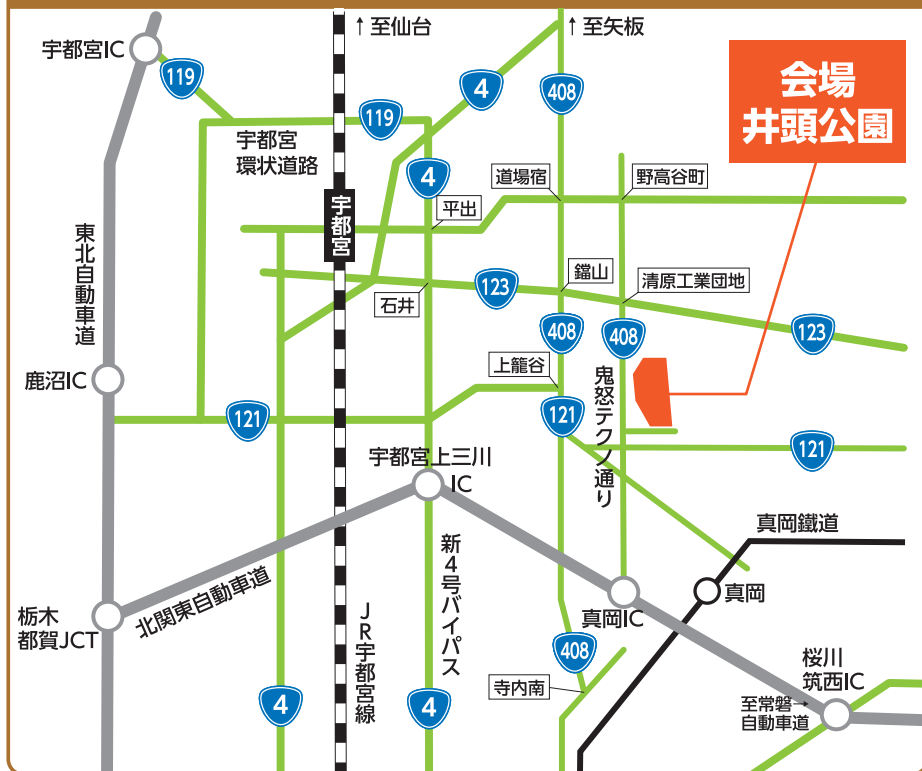 ↑至仙台
↑至矢板
宇都宮IC
119
4
408
会場
井頭公園
119
宇都宮
環状道路
4
道場宿
野高谷町
宇都宮
平出
東北自動車道
石井
123
鐺山
清原工業団地
408
408
123
鹿沼IC
上籠谷
鬼怒テクノ通り
121
121
121
宇都宮上三川
IC
新4号バイパス
真岡鐵道
北関東自動車道
栃木
都賀JCT
真岡IC
真岡
JR宇都宮線
408
桜川
筑西IC
寺内南
4
4
至常磐→
自動車道